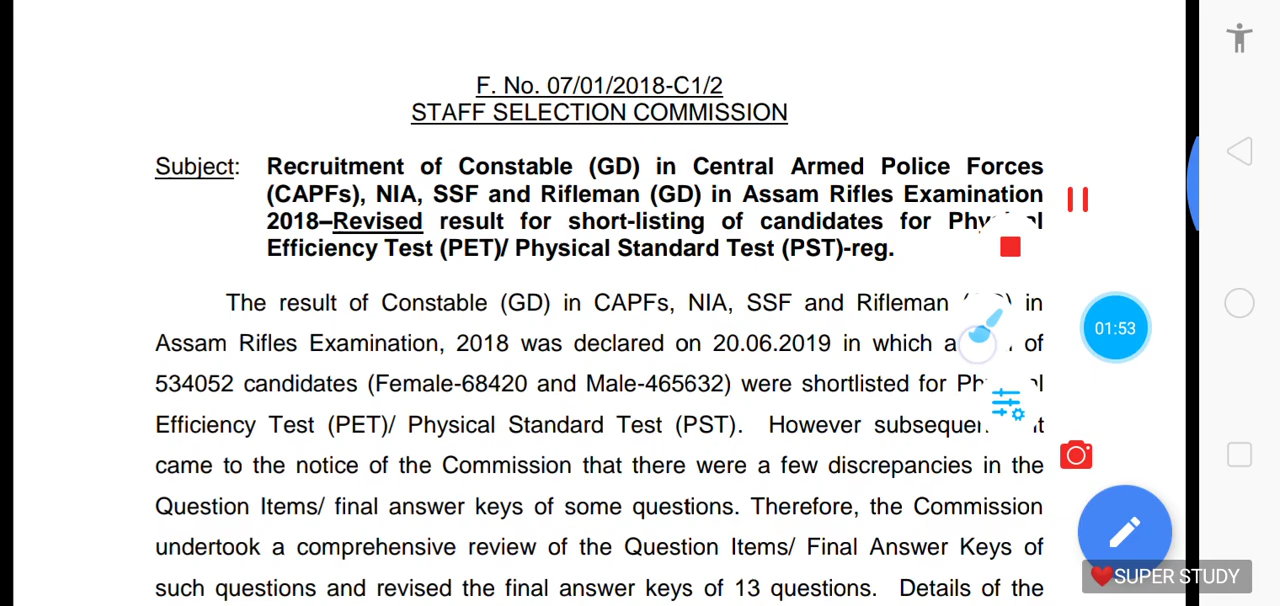 F. No. 07/01/2018-C1/2
STAFF SELECTION COMMISSION
Subject: Recruitment of Constable (GD) in Central Armed Police Forces
(CAPFs), NIA, SSF and Rifleman (GD) in Assam Rifles Examination
2018–Revised result for short-listing of candidates for
Efficiency Test (PET)/ Physical Standard Test (PST)-reg.
The result of Constable (GD) in CAPFs, NIA, SSF and Rifleman in
Assam Rifles Examination, 2018 was declared on 20.06.2019 in which a of
01:53
534052 candidates (Female-68420 and Male-465632) were shortlisted for
Efficiency Test (PET)/ Physical Standard Test (PST). However
came to the notice of the Commission that there were a few discrepancies in the
Question Items/ final answer keys of some questions. Therefore, the Commission
undertook a comprehensive review of the Question Items/ Final Answer Keys of
such questions and revised the final answer keys of 13 questions. Details of the
❤SUPER STUDY